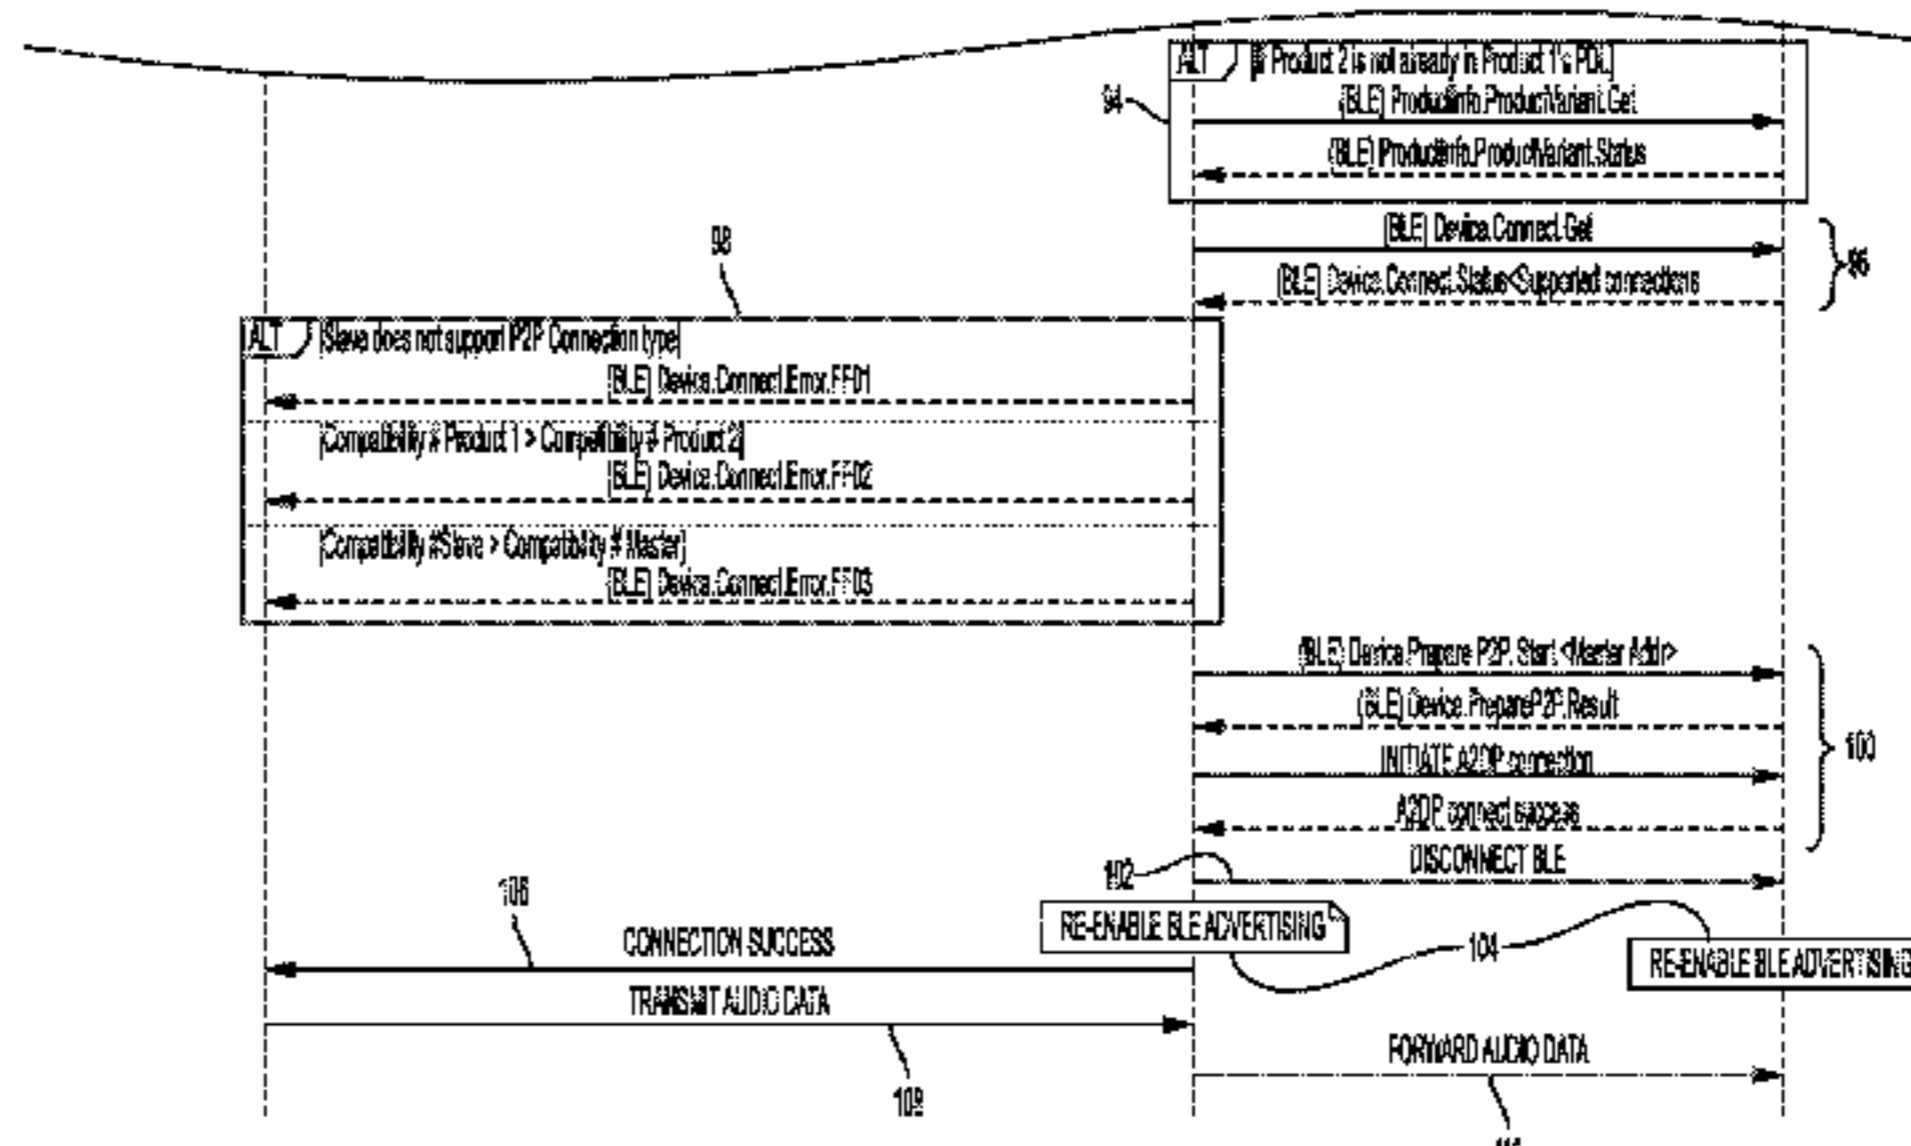 ALT [If Product 2 is not already in Product 1's PDL]
94
(BLE) ProductInfo.ProductVariant.Get
(BLE) ProductInfo.ProductVariant.Status
(BLE) Device.Connect.Get
96
(BLE) Device.Connect.Status<Supported connections
98
ALT [Slave does not support P2P Connection type]
(BLE) Device.Connect.Error.FF01
[Compatibility # Product 1 > Compatibility # Product 2]
(BLE) Device.Connect.Error.FF02
[Compatibility #Slave > Compatibility # Master]
(BLE) Device.Connect.Error.FF03
(BLE) Device.Prepare P2P. Start <Master Addr>
(BLE) Device.PrepareP2P.Result
100
INITIATE A2DP connection
A2DP connect success
102
DISCONNECT BLE
106
RE-ENABLE BLE ADVERTISING
CONNECTION SUCCESS
104
RE-ENABLE BLE ADVERTISING
TRANSMIT AUDIO DATA
FORWARD AUDIO DATA
108